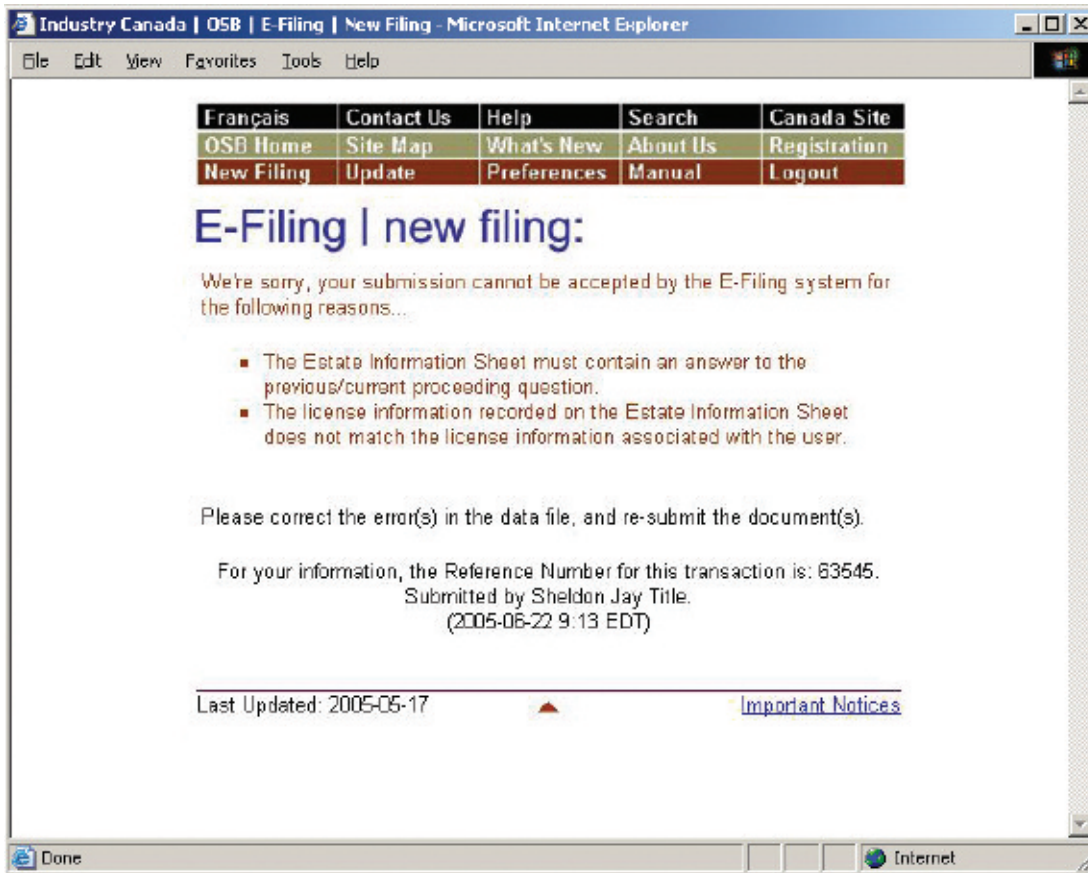 Industry Canada | OSB | E-Filing | New Filing - Microsoft Internet Explorer
File Edit View Favorites Tools Help
Français Contact Us Help Search Canada Site
OSB Home Site Map What's New About Us Registration
New Filing Update Preferences Manual Logout
E-Filing | new filing:
We're sorry, your submission cannot be accepted by the E-Filing system for
the following reasons...
▪ The Estate Information Sheet must contain an answer to the
previous/current proceeding question.
▪ The license information recorded on the Estate Information Sheet
does not match the license information associated with the user.
Please correct the error(s) in the data file, and re-submit the document(s).
For your information, the Reference Number for this transaction is: 63545.
Submitted by Sheldon Jay Title.
(2005-06-22 9:13 EDT)
Last Updated: 2005-05-17 Important Notices
Done Internet